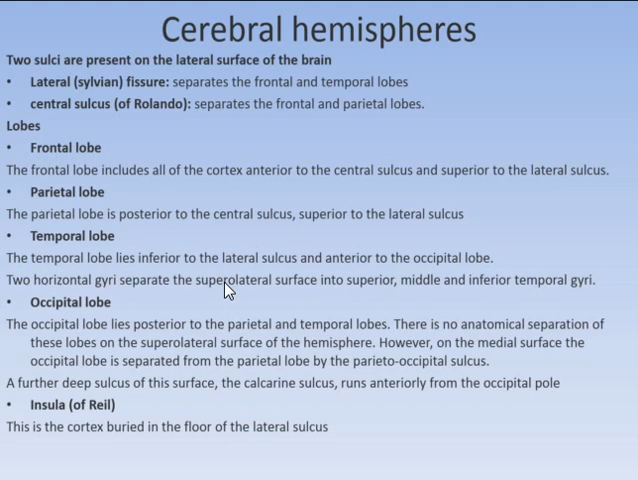 Cerebral hemispheres
Two sulci are present on the lateral surface of the brain
• Lateral (sylvian) fissure: separates the frontal and temporal lobes
• central sulcus (of Rolando): separates the frontal and parietal lobes.
Lobes
• Frontal lobe
The frontal lobe includes all of the cortex anterior to the central sulcus and superior to the lateral sulcus.
• Parietal lobe
The parietal lobe is posterior to the central sulcus, superior to the lateral sulcus
• Temporal lobe
The temporal lobe lies inferior to the lateral sulcus and anterior to the occipital lobe.
Two horizontal gyri separate the superolateral surface into superior, middle and inferior temporal gyri.
• Occipital lobe
The occipital lobe lies posterior to the parietal and temporal lobes. There is no anatomical separation of
these lobes on the superolateral surface of the hemisphere. However, on the medial surface the
occipital lobe is separated from the parietal lobe by the parieto-occipital sulcus.
A further deep sulcus of this surface, the calcarine sulcus, runs anteriorly from the occipital pole
• Insula (of Reil)
This is the cortex buried in the floor of the lateral sulcus